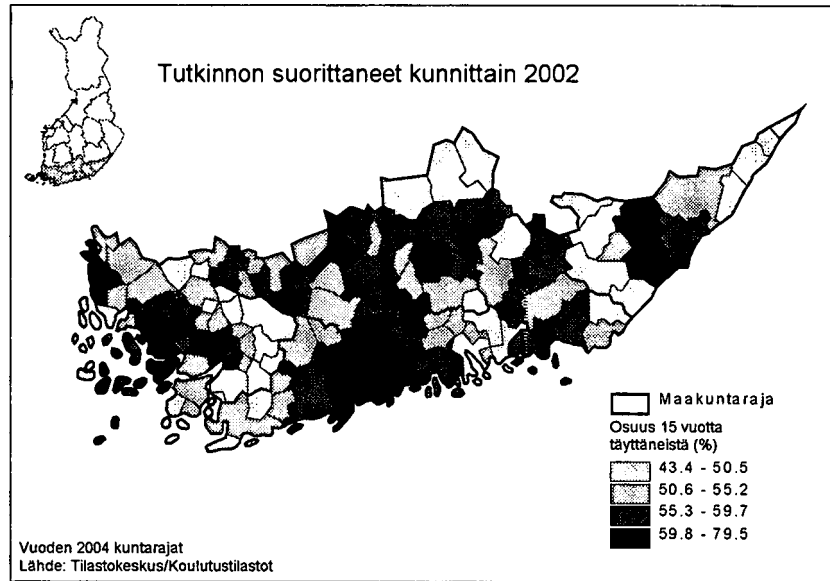 Tutkinnon suorittaneet kunnittain 2002
Maakuntaraja
Osuus 15 vuotta
täyttäneistä (%)
43.4 - 50.5
50.6 - 55.2
55.3 - 59.7
59.8 - 79.5
Vuoden 2004 kuntarajat
Lähde: Tilastokeskus/Koulutustilastot